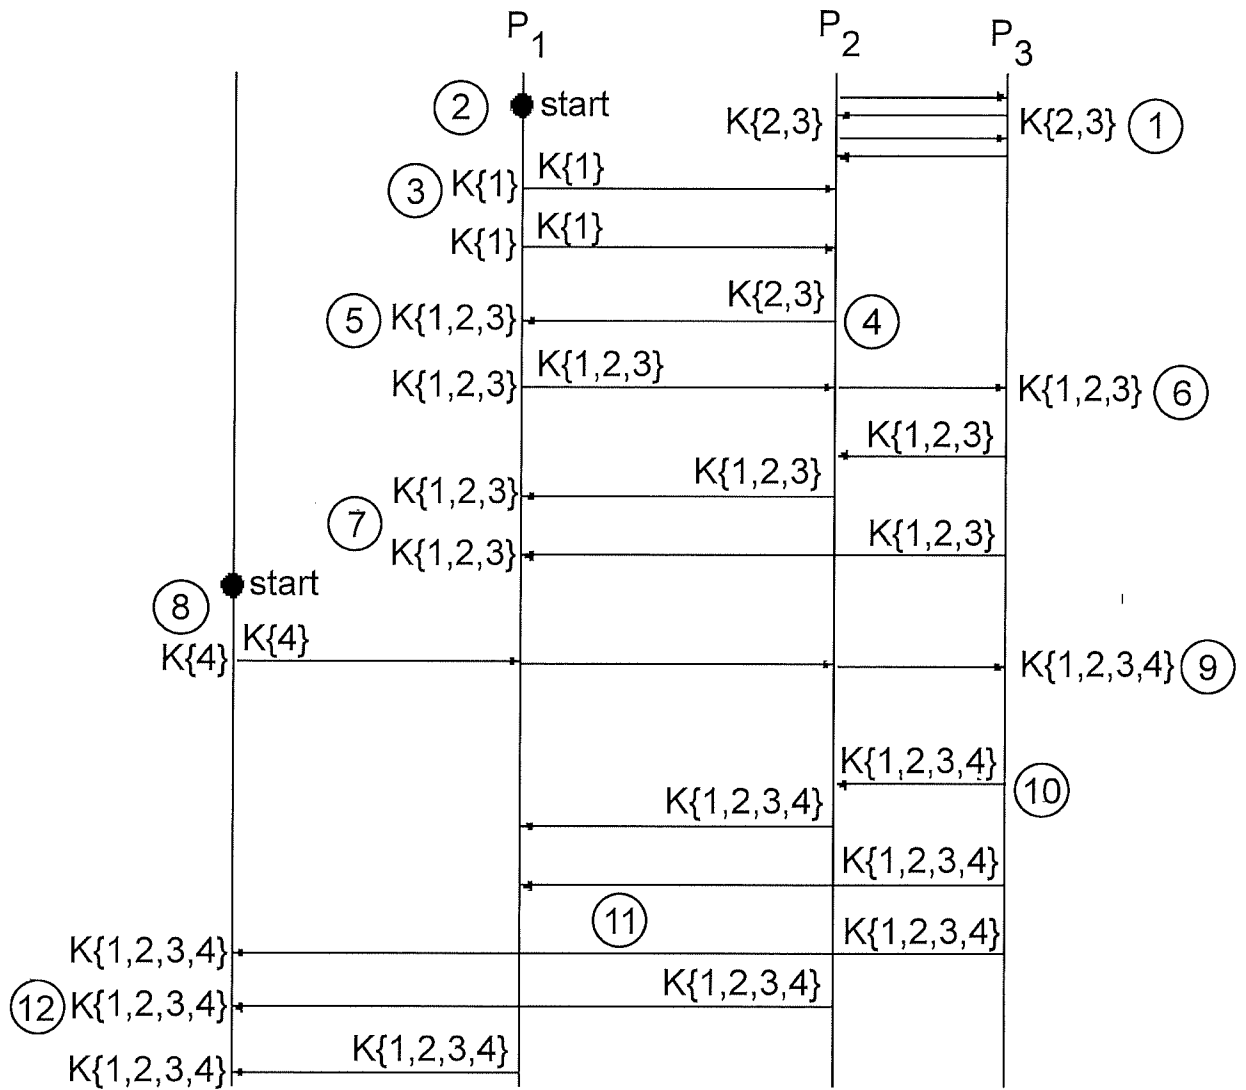 P1 P2 P3
2 start K{2,3} K{2,3} 1
3 K{1} K{1}
K{1} K{1}
5 K{1,2,3} K{2,3} 4
K{1,2,3} K{1,2,3} K{1,2,3} 6
K{1,2,3}
K{1,2,3} K{1,2,3}
7
K{1,2,3} K{1,2,3}
8 start
K{4} K{4} K{1,2,3,4} 9
K{1,2,3,4} 10
K{1,2,3,4}
K{1,2,3,4}
11
K{1,2,3,4} K{1,2,3,4}
12 K{1,2,3,4} K{1,2,3,4}
K{1,2,3,4} K{1,2,3,4}